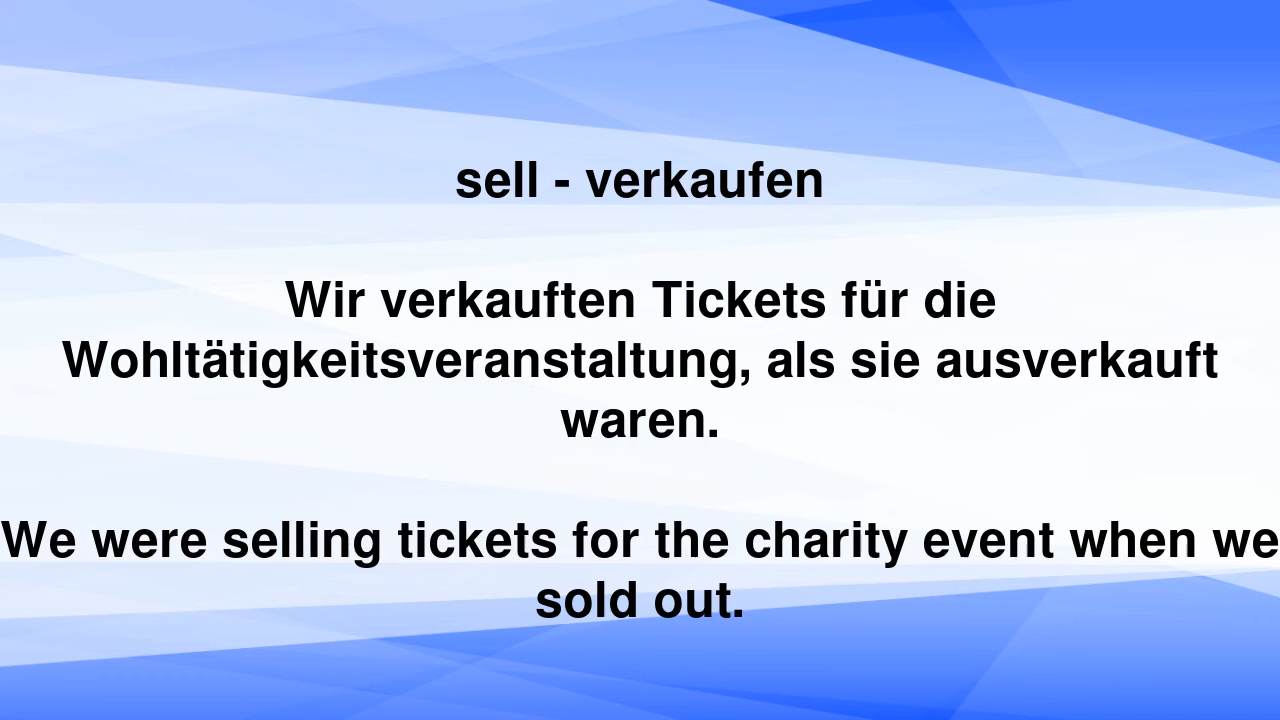 sell - verkaufen
Wir verkauften Tickets für die
Wohltätigkeitsveranstaltung, als sie ausverkauft
waren.
We were selling tickets for the charity event when we
sold out.